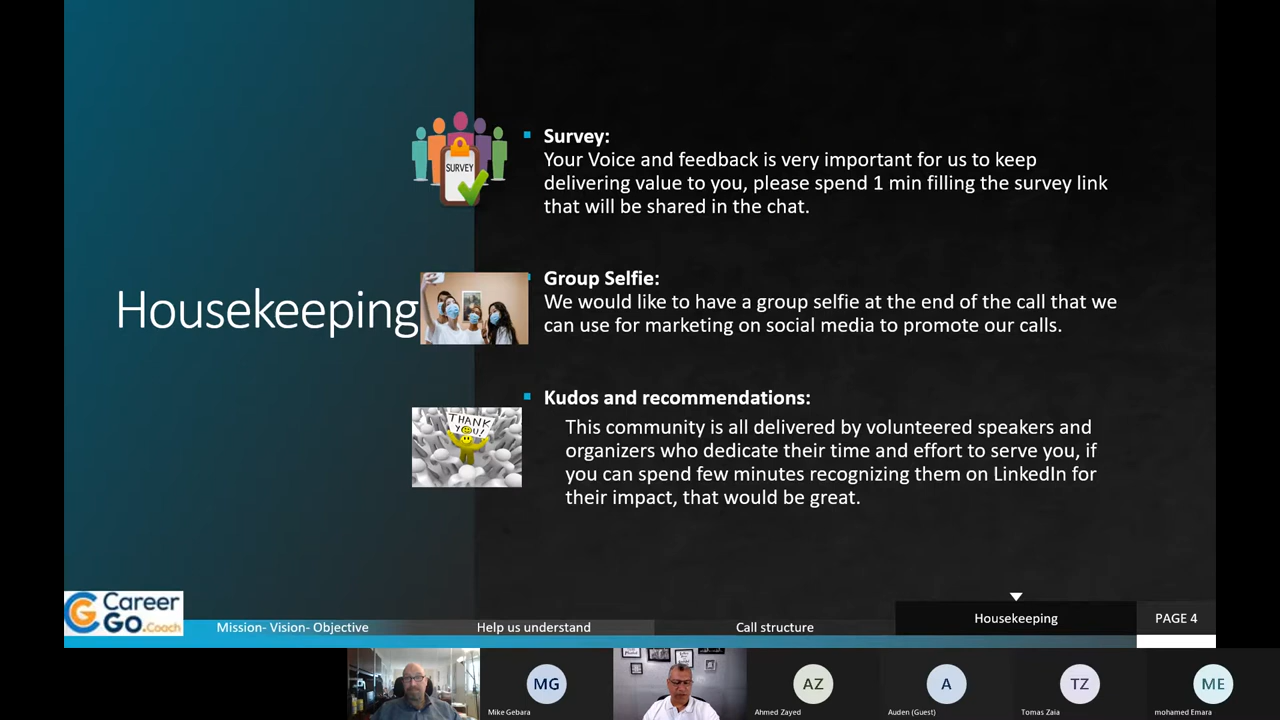 SURVEY
Survey:
Your Voice and feedback is very important for us to keep
delivering value to you, please spend 1 min filling the survey link
that will be shared in the chat.
Housekeeping
Group Selfie:
We would like to have a group selfie at the end of the call that we
can use for marketing on social media to promote our calls.
THANK
YOU!
Kudos and recommendations:
This community is all delivered by volunteered speakers and
organizers who dedicate their time and effort to serve you, if
you can spend few minutes recognizing them on LinkedIn for
their impact, that would be great.
Career
GO.Coach
Mission- Vision- Objective
Help us understand
Call structure
Housekeeping
PAGE 4
MG
Mike Gebara
AZ
Ahmed Zayed
A
Auden (Guest)
TZ
Tomas Zaia
ME
mohamed Emara